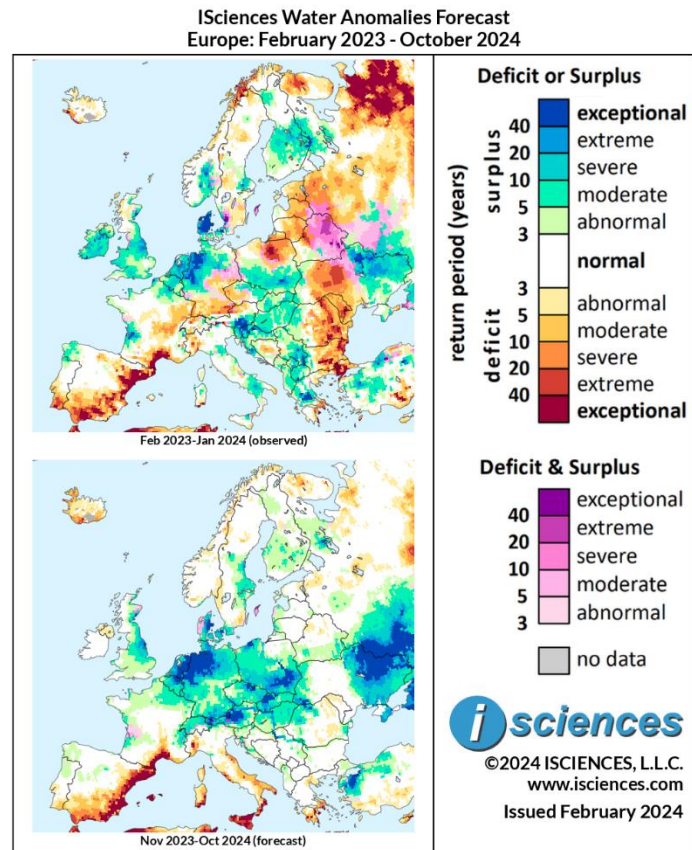 ISciences Water Anomalies Forecast
Europe: February 2023 - October 2024
Feb 2023-Jan 2024 (observed)
Nov 2023-Oct 2024 (forecast)
Deficit or Surplus
return period (years)
surplus
deficit
exceptional
40
extreme
20
severe
10
moderate
5
abnormal
3
normal
3
abnormal
5
moderate
10
severe
20
extreme
40
exceptional
Deficit & Surplus
exceptional
40
extreme
20
severe
10
moderate
5
abnormal
3
no data
i sciences
©2024 ISCIENCES, L.L.C.
www.isciences.com
Issued February 2024